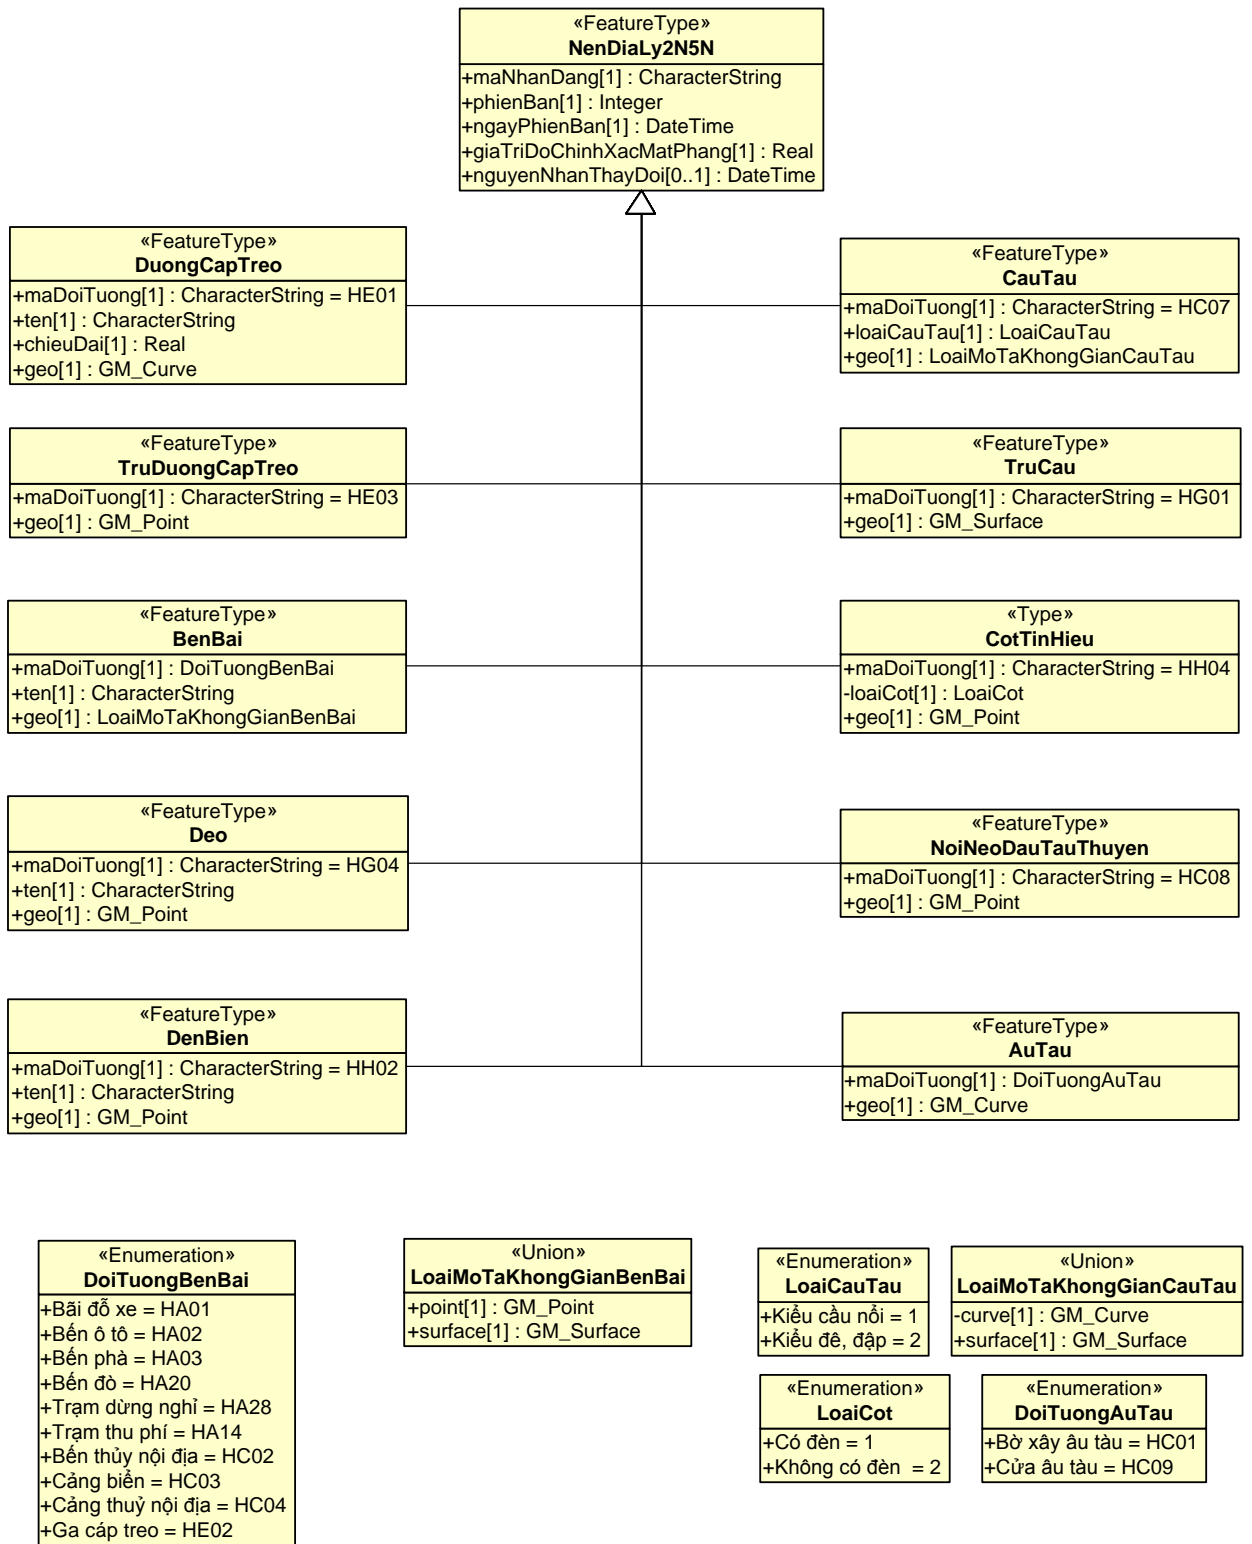 «FeatureType»
NenDiaLy2N5N
+maNhanDang[1] : CharacterString
+phienBan[1] : Integer
+ngayPhienBan[1] : DateTime
+giaTriDoChinhXacMatPhang[1] : Real
+nguyenNhanThayDoi[0..1] : DateTime
«FeatureType»
DuongCapTreo
+maDoiTuong[1] : CharacterString = HE01
+ten[1] : CharacterString
+chieuDai[1] : Real
+geo[1] : GM_Curve
«FeatureType»
CauTau
+maDoiTuong[1] : CharacterString = HC07
+loaiCauTau[1] : LoaiCauTau
+geo[1] : LoaiMoTaKhongGianCauTau
«FeatureType»
TruDuongCapTreo
+maDoiTuong[1] : CharacterString = HE03
+geo[1] : GM_Point
«FeatureType»
TruCau
+maDoiTuong[1] : CharacterString = HG01
+geo[1] : GM_Surface
«FeatureType»
BenBai
+maDoiTuong[1] : DoiTuongBenBai
+ten[1] : CharacterString
+geo[1] : LoaiMoTaKhongGianBenBai
«Type»
CotTinHieu
+maDoiTuong[1] : CharacterString = HH04
-loaiCot[1] : LoaiCot
+geo[1] : GM_Point
«FeatureType»
Deo
+maDoiTuong[1] : CharacterString = HG04
+ten[1] : CharacterString
+geo[1] : GM_Point
«FeatureType»
NoiNeoDauTauThuyen
+maDoiTuong[1] : CharacterString = HC08
+geo[1] : GM_Point
«FeatureType»
DenBien
+maDoiTuong[1] : CharacterString = HH02
+ten[1] : CharacterString
+geo[1] : GM_Point
«FeatureType»
AuTau
+maDoiTuong[1] : DoiTuongAuTau
+geo[1] : GM_Curve
«Enumeration»
DoiTuongBenBai
+Bãi đỗ xe = HA01
+Bến ô tô = HA02
+Bến phà = HA03
+Bến đò = HA20
+Trạm dừng nghỉ = HA28
+Trạm thu phí = HA14
+Bến thủy nội địa = HC02
+Cảng biển = HC03
+Cảng thuỷ nội địa = HC04
+Ga cáp treo = HE02
«Union»
LoaiMoTaKhongGianBenBai
+point[1] : GM_Point
+surface[1] : GM_Surface
«Enumeration»
LoaiCauTau
+Kiểu cầu nổi = 1
+Kiểu đê, đập = 2
«Union»
LoaiMoTaKhongGianCauTau
-curve[1] : GM_Curve
+surface[1] : GM_Surface
«Enumeration»
LoaiCot
+Có đèn = 1
+Không có đèn  = 2
«Enumeration»
DoiTuongAuTau
+Bờ xây âu tàu = HC01
+Cửa âu tàu = HC09